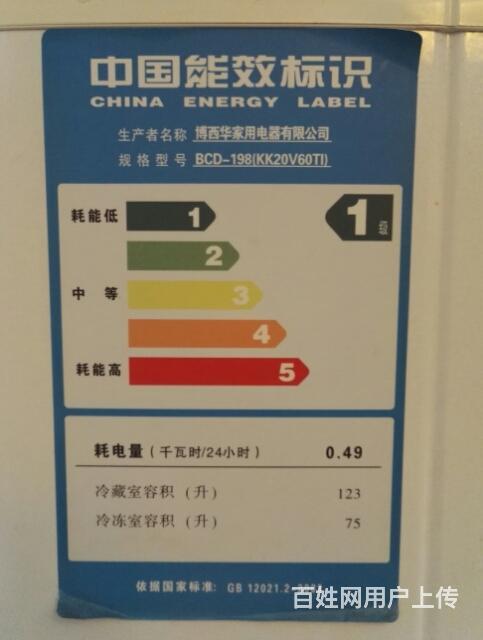 中国能效标识
CHINA ENERGY LABEL
生产者名称 博西华家用电器有限公司
规格型号 BCD-198(KK20V60TI)
耗能低 1 1级
2
中 等 3
4
耗能高 5
耗电量（千瓦时/24小时） 0.49
冷藏室容积（升） 123
冷冻室容积（升） 75
依据国家标准: GB 12021.2
百姓网用户上传